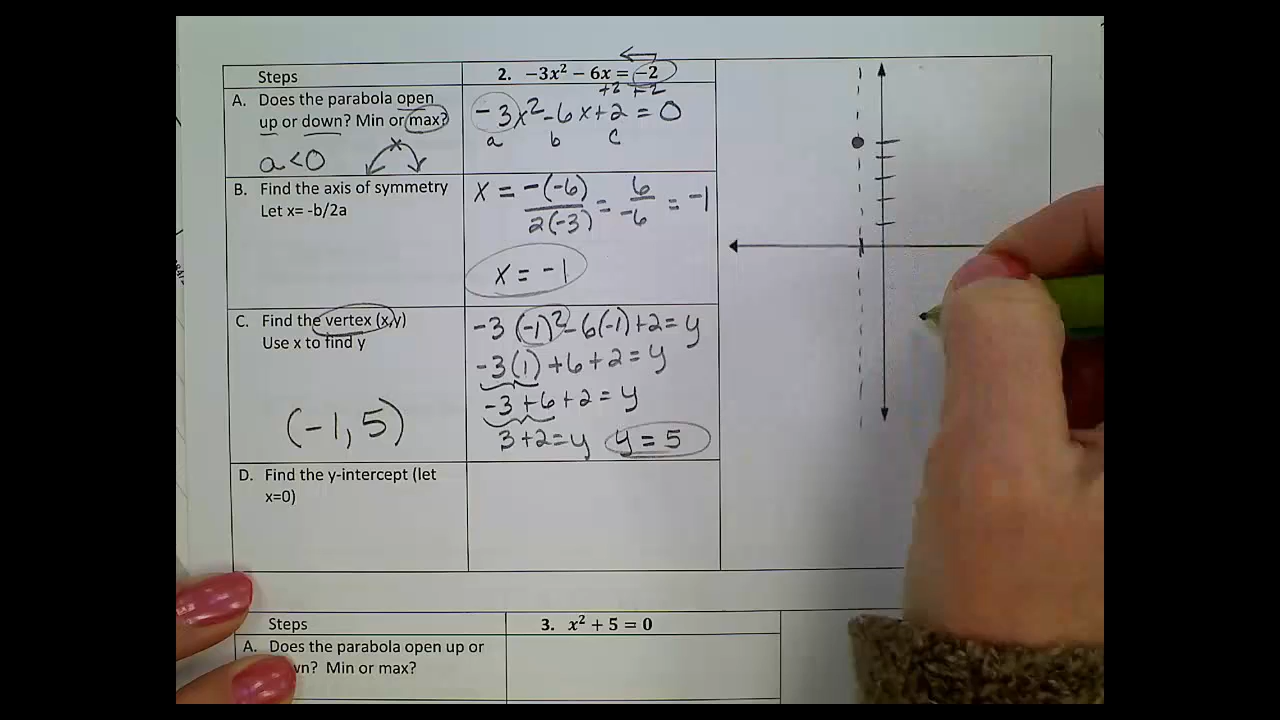 Steps
2. −3x² − 6x = −2
+2 +2
A. Does the parabola open
up or down? Min or max?
a<0
x
-3x²-6x+2=0
a b c
B. Find the axis of symmetry
Let x= -b/2a
x = -(-6)/2(-3) = 6/-6 = -1
x = -1
C. Find the vertex (x,y)
Use x to find y
(-1,5)
-3(-1)²-6(-1)+2=y
-3(1)+6+2=y
-3+6+2=y
3+2=y y=5
D. Find the y-intercept (let
x=0)
Steps
3. x² + 5 = 0
A. Does the parabola open up or
wn? Min or max?